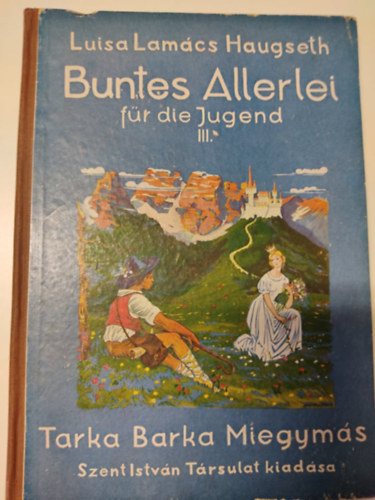 Luisa Lamács Haugseth
Buntes Allerlei
für die Jugend
III.
Tarka Barka Miegymás
Szent István Társulat kiadása